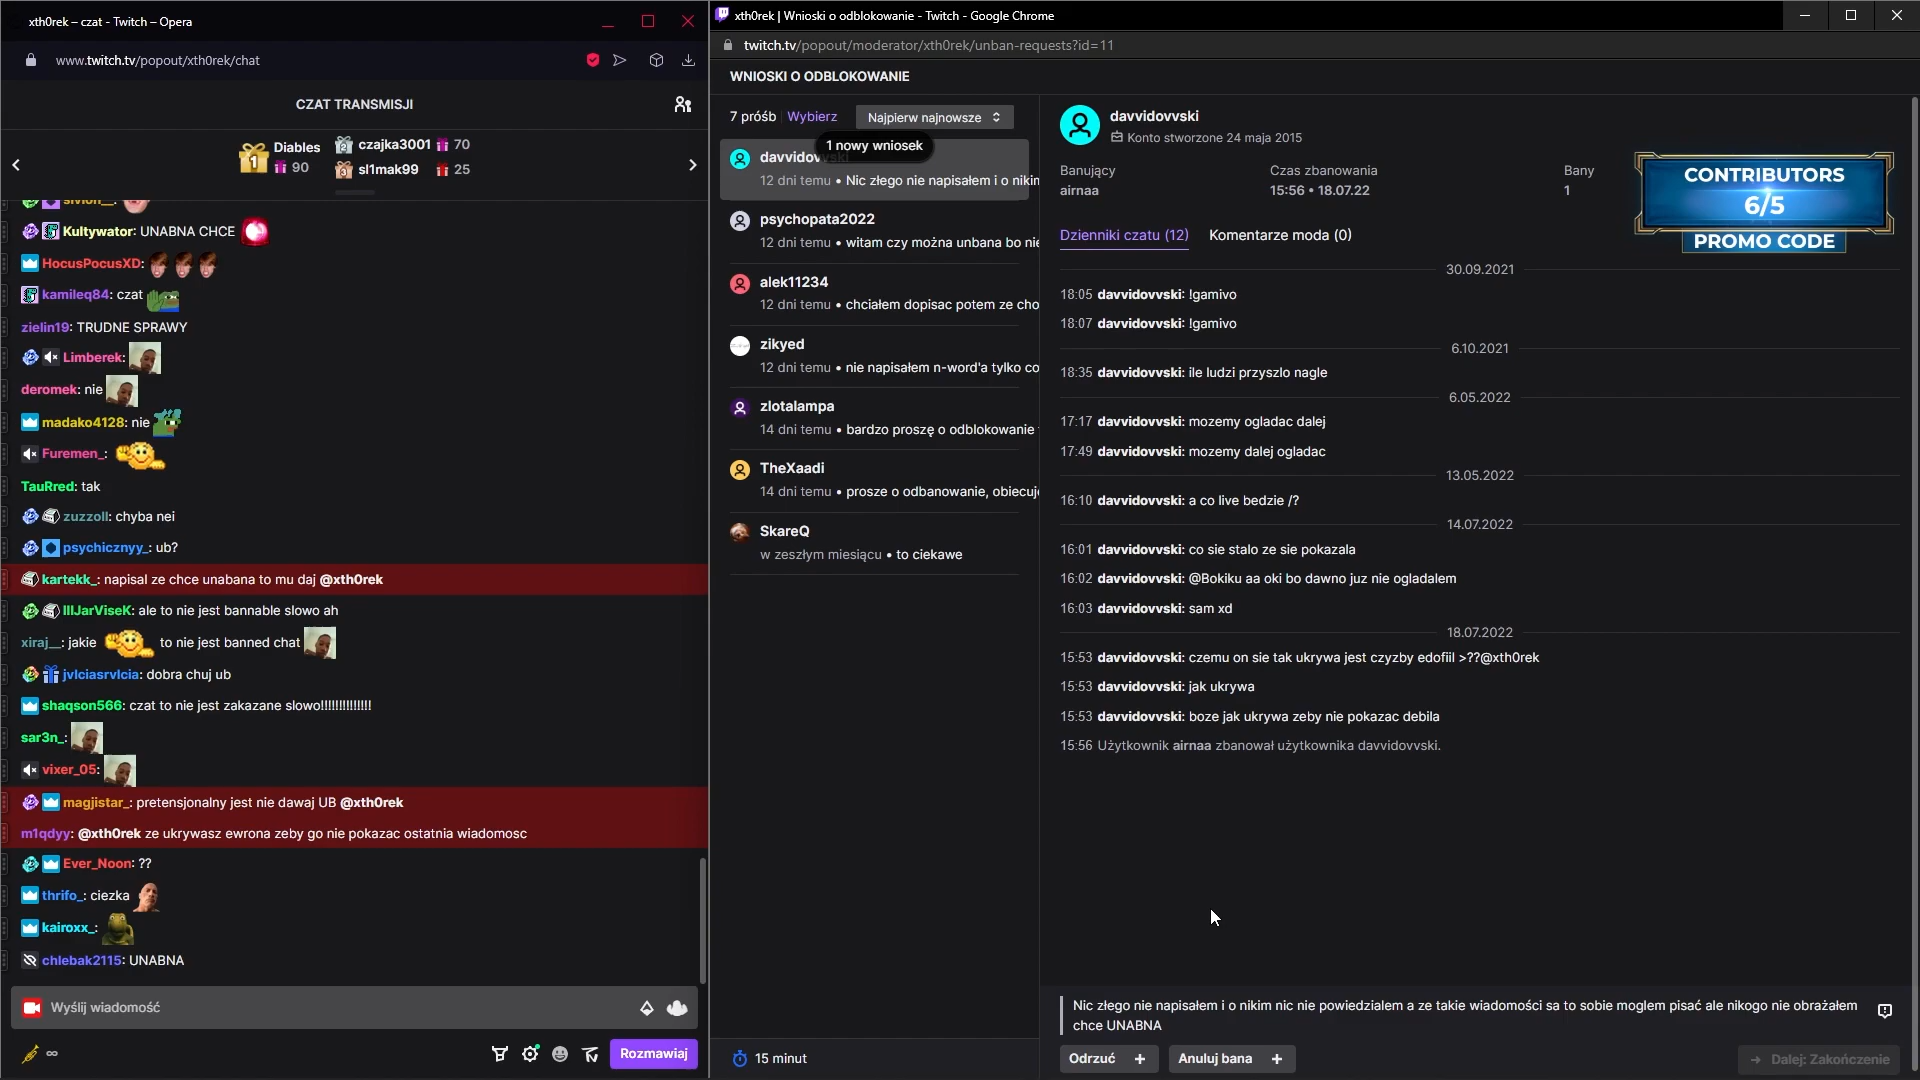 xth0rek – czat - Twitch – Opera
www.twitch.tv/popout/xth0rek/chat
CZAT TRANSMISJI
1 Diables 90
2 czajka3001 70
3 sl1mak99 25
Kultywator: UNABNA CHCE
HocusPocusXD:
kamileq84: czat
zielin19: TRUDNE SPRAWY
Limberek:
deromek: nie
madako4128: nie
Furemen_:
TauRred: tak
zuzzoll: chyba nei
psychicznyy_: ub?
kartekk_: napisal ze chce unabana to mu daj @xth0rek
IIIJarViseK: ale to nie jest bannable slowo ah
xiraj__: jakie to nie jest banned chat
jvlciasrvlcia: dobra chuj ub
shaqson566: czat to nie jest zakazane slowo!!!!!!!!!!!!!!
sar3n_:
vixer_05:
magjistar_: pretensjonalny jest nie dawaj UB @xth0rek
m1qdyy: @xth0rek ze ukrywasz ewrona zeby go nie pokazac ostatnia wiadomosc
Ever_Noon: ??
thrifo_: ciezka
kairoxx_:
chlebak2115: UNABNA
Wyślij wiadomość
∞
Rozmawiaj
xth0rek | Wnioski o odblokowanie - Twitch - Google Chrome
twitch.tv/popout/moderator/xth0rek/unban-requests?id=11
WNIOSKI O ODBLOKOWANIE
7 próśb Wybierz Najpierw najnowsze
1 nowy wniosek
12 dni temu • Nic złego nie napisałem i o nikim
psychopata2022
12 dni temu • witam czy można unbana bo nie
alek11234
12 dni temu • chciałem dopisac potem ze cho
zikyed
12 dni temu • nie napisałem n-word'a tylko co
zlotalampa
14 dni temu • bardzo proszę o odblokowanie
TheXaadi
14 dni temu • prosze o odbanowanie, obiecuję
SkareQ
w zeszłym miesiącu • to ciekawe
15 minut
davvidovvski
Konto stworzone 24 maja 2015
Banujący Czas zbanowania Bany
airnaa 15:56 • 18.07.22 1
CONTRIBUTORS
6/5
PROMO CODE
Dzienniki czatu (12) Komentarze moda (0)
30.09.2021
18:05 davvidovvski: !gamivo
18:07 davvidovvski: !gamivo
6.10.2021
18:35 davvidovvski: ile ludzi przyszlo nagle
6.05.2022
17:17 davvidovvski: mozemy ogladac dalej
17:49 davvidovvski: mozemy dalej ogladac
13.05.2022
16:10 davvidovvski: a co live bedzie /?
14.07.2022
16:01 davvidovvski: co sie stalo ze sie pokazala
16:02 davvidovvski: @Bokiku aa oki bo dawno juz nie ogladalem
16:03 davvidovvski: sam xd
18.07.2022
15:53 davvidovvski: czemu on sie tak ukrywa jest czyzby edofiil >??@xth0rek
15:53 davvidovvski: jak ukrywa
15:53 davvidovvski: boze jak ukrywa zeby nie pokazac debila
15:56 Użytkownik airnaa zbanował użytkownika davvidovvski.
Nic złego nie napisałem i o nikim nic nie powiedzialem a ze takie wiadomości sa to sobie moglem pisać ale nikogo nie obrażałem
chce UNABNA
Odrzuć + Anuluj bana +
→ Dalej: Zakończenie